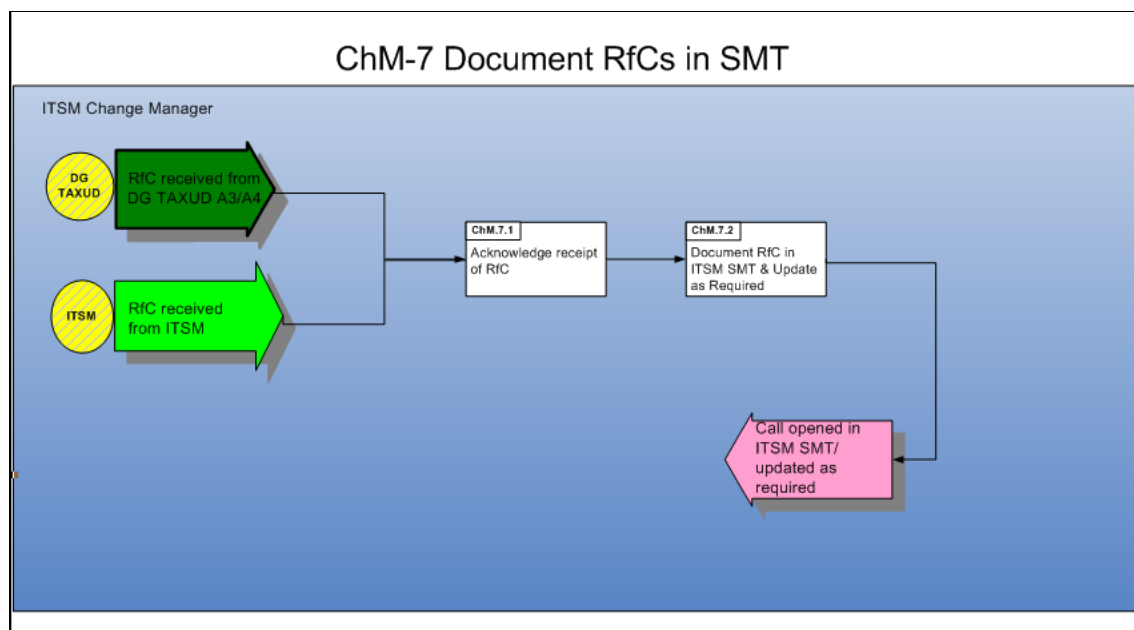 ChM-7 Document RfCs in SMT
ITSM Change Manager
DG
TAXUD
RfC received from
DG TAXUD A3/A4
ChM.7.1
Acknowledge receipt
of RfC
ChM.7.2
Document RfC in
ITSM SMT & Update
as Required
ITSM
RfC received
from ITSM
Call opened in
ITSM SMT/
updated as
required